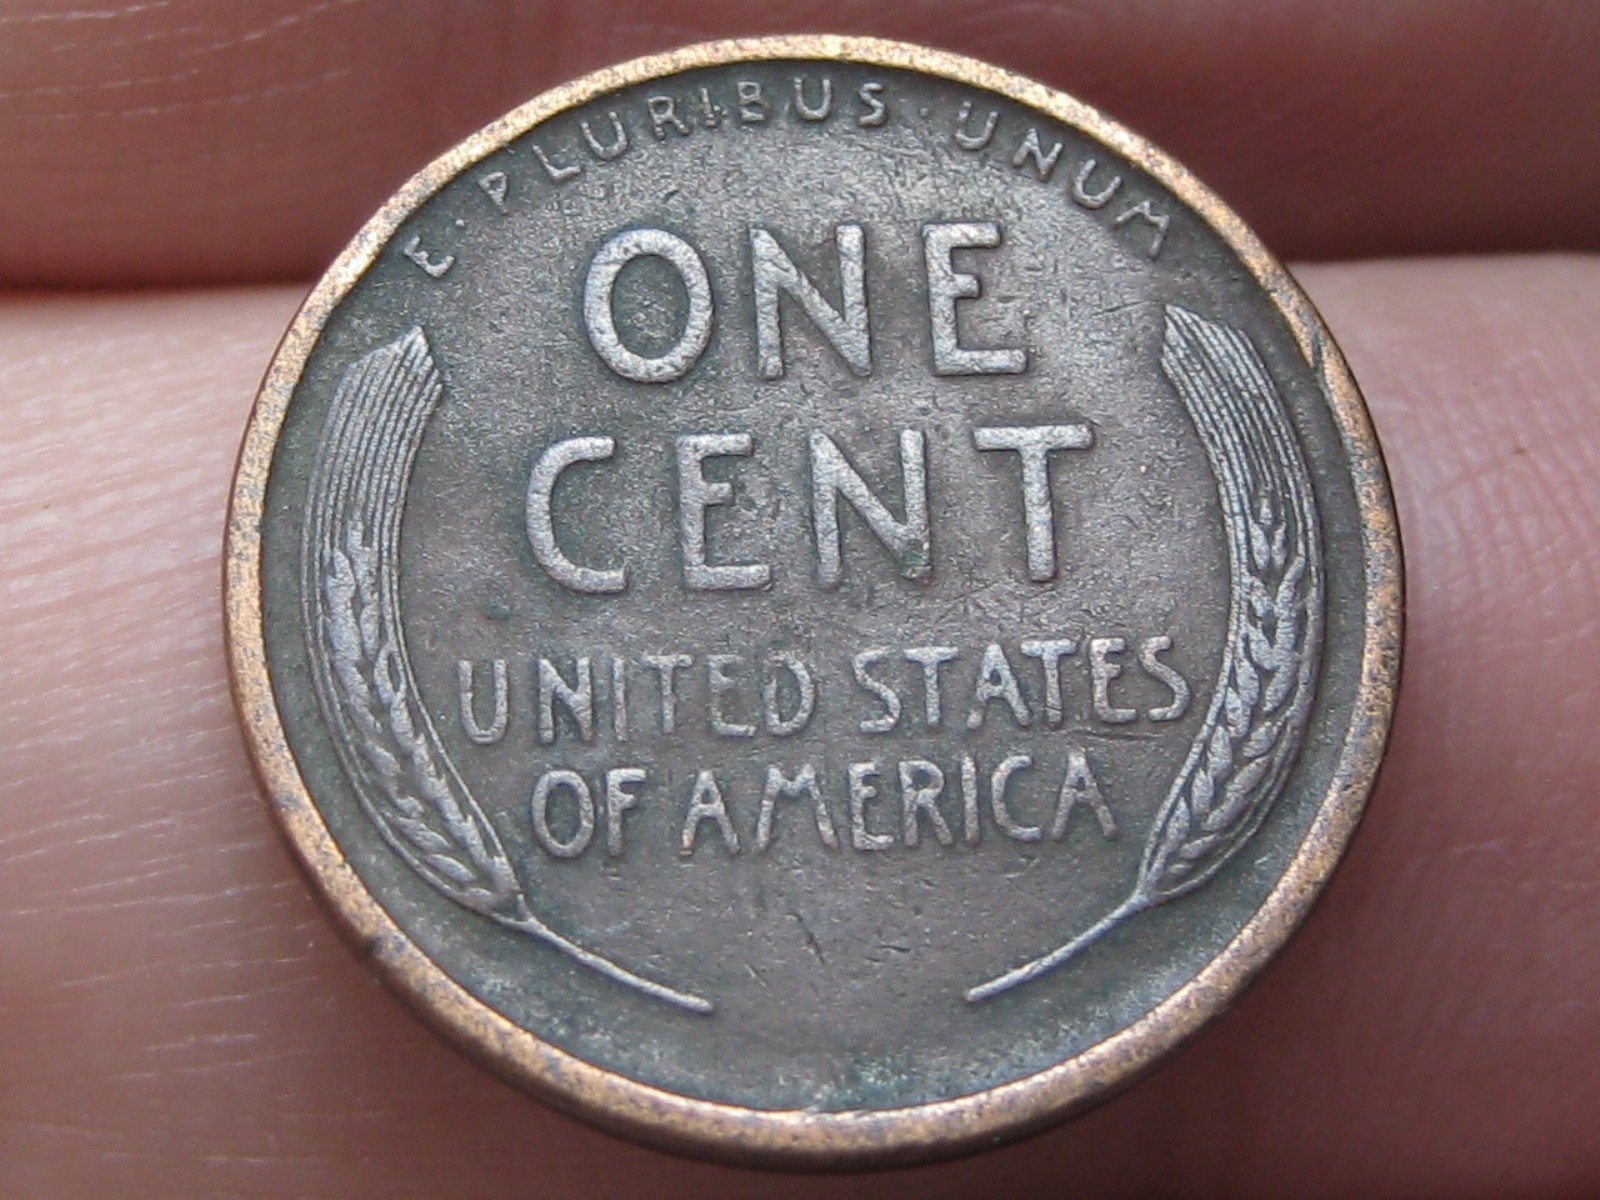 E · PLURIBUS · UNUM
ONE
CENT
UNITED STATES
OF AMERICA